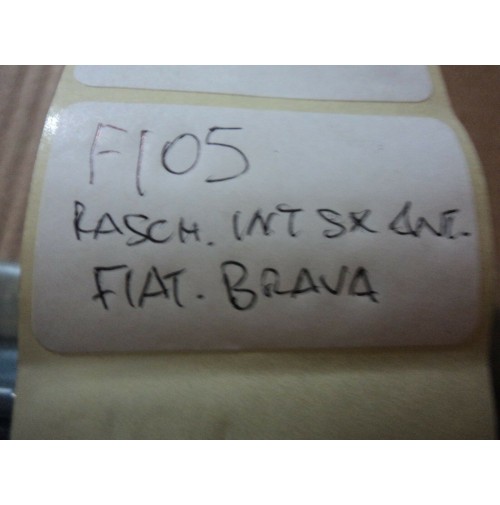 F105
RASCH. INT SX ANT.
FIAT. BRAVA